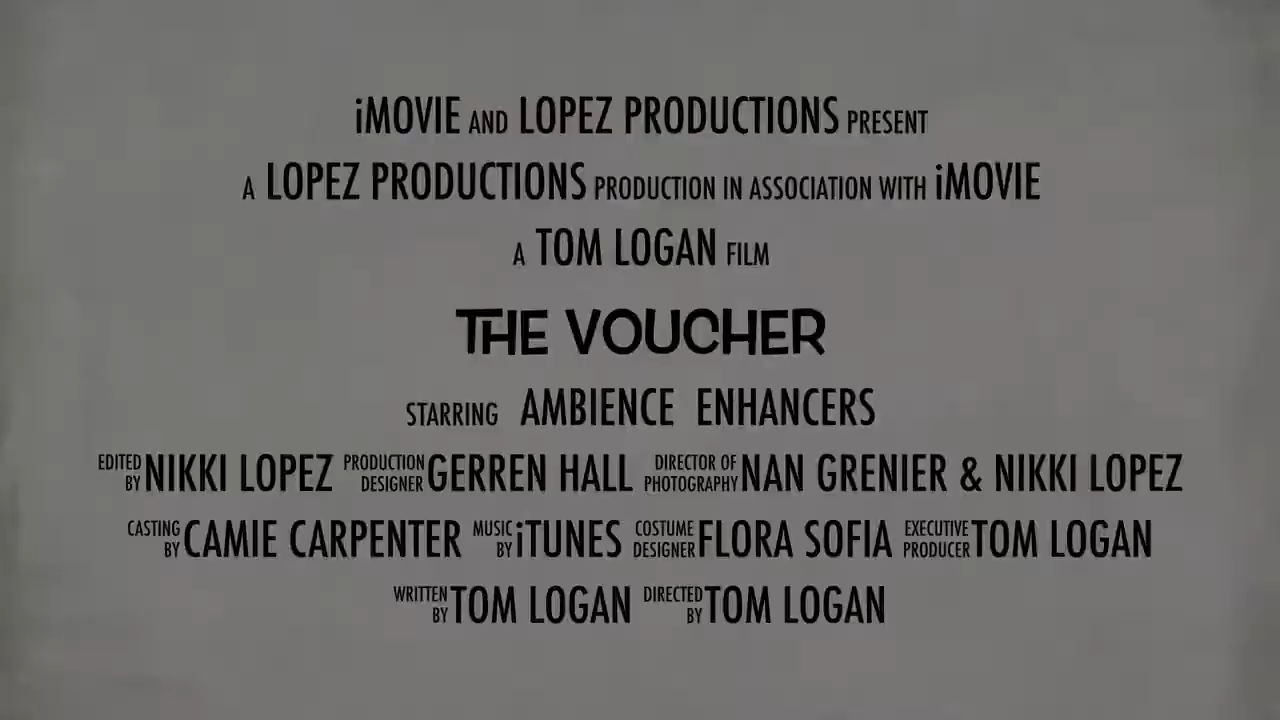 iMOVIE AND LOPEZ PRODUCTIONS PRESENT
A LOPEZ PRODUCTIONS PRODUCTION IN ASSOCIATION WITH iMOVIE
A TOM LOGAN FILM
THE VOUCHER
STARRING AMBIENCE ENHANCERS
EDITED BY NIKKI LOPEZ PRODUCTION DESIGNER GERREN HALL DIRECTOR OF PHOTOGRAPHY NAN GRENIER & NIKKI LOPEZ
CASTING BY CAMIE CARPENTER MUSIC BY iTUNES COSTUME DESIGNER FLORA SOFIA EXECUTIVE PRODUCER TOM LOGAN
WRITTEN BY TOM LOGAN DIRECTED BY TOM LOGAN